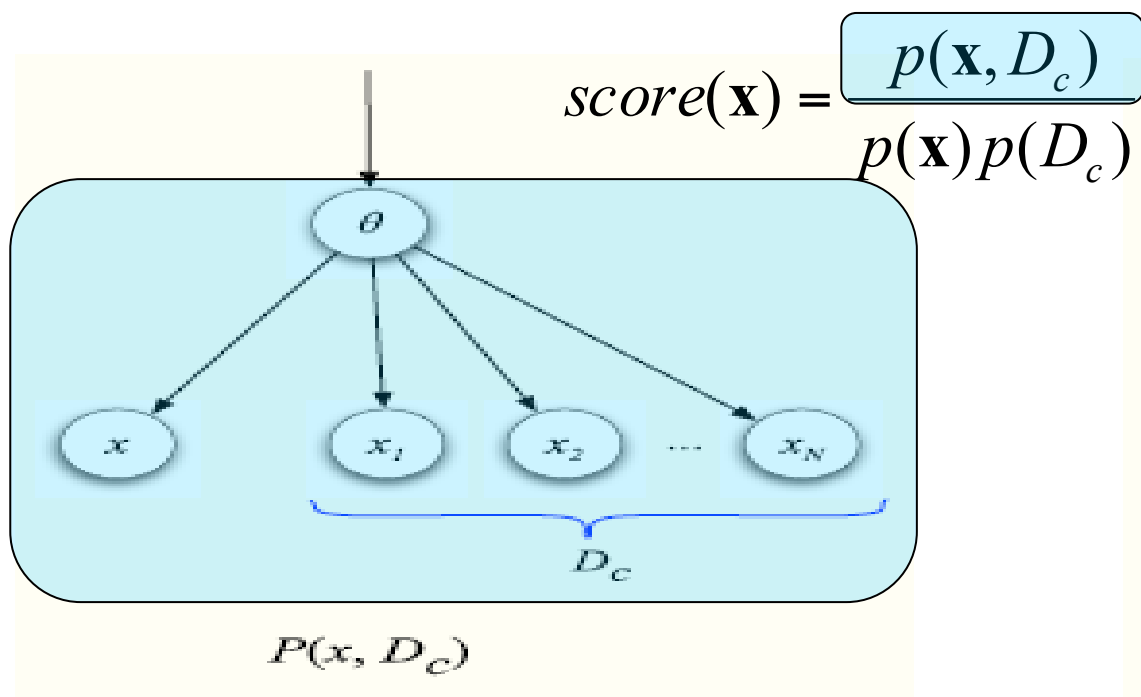 score(x) = p(x, D_c) / p(x) p(D_c)
θ
x x_1 x_2 ... x_N
D_c
P(x, D_C)